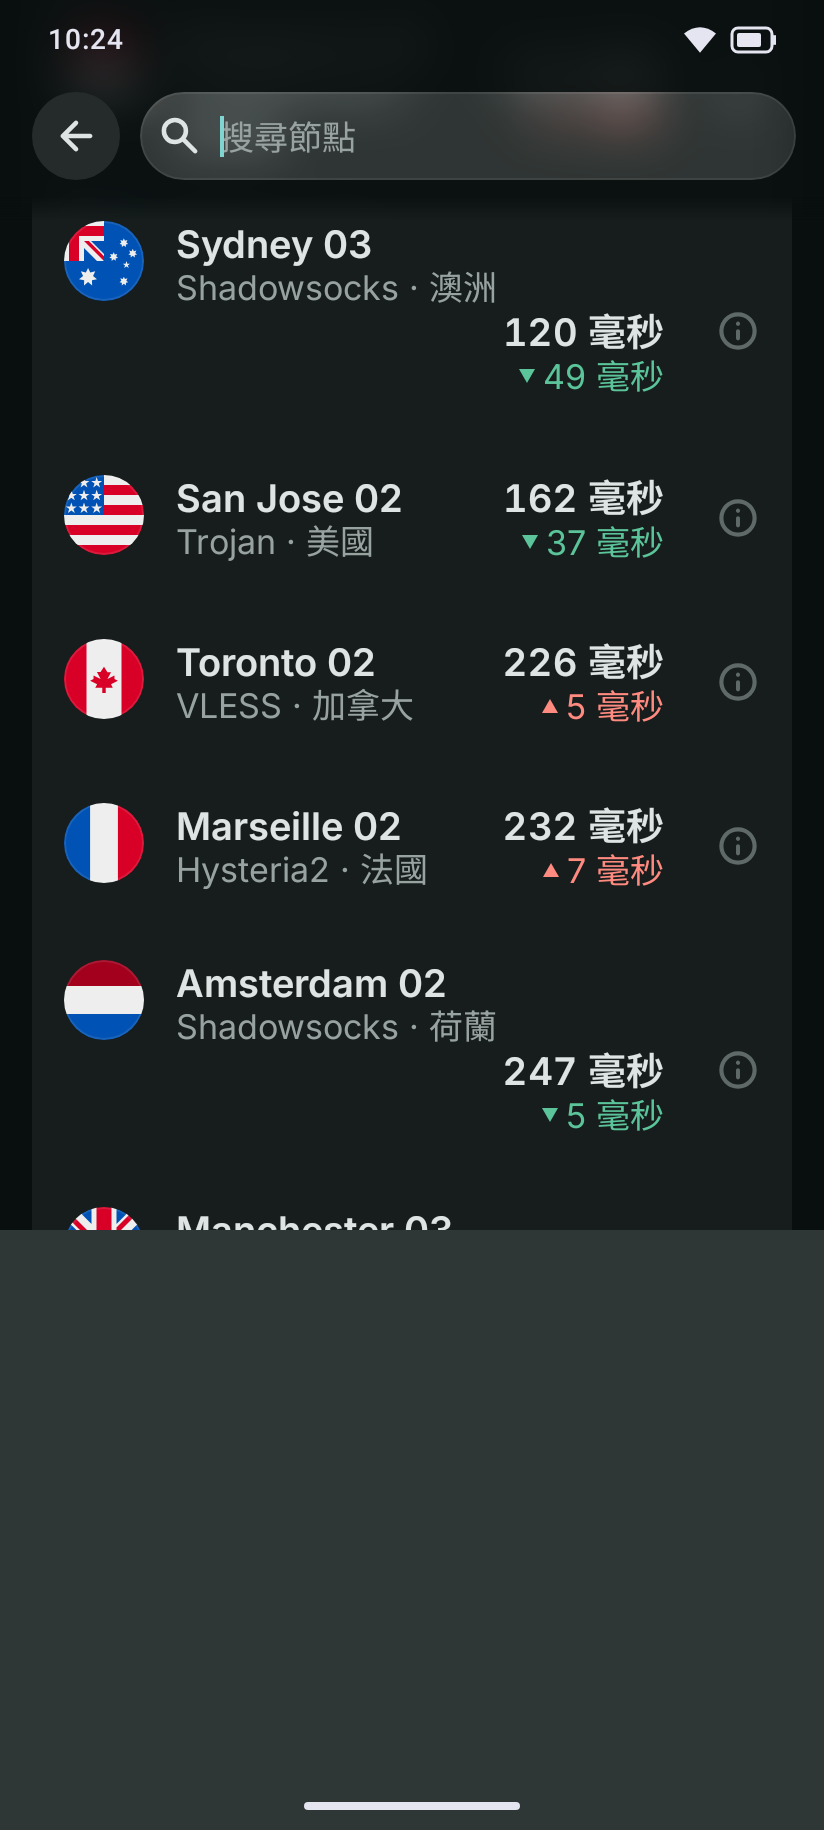 10:24
搜尋節點
Sydney 03
Shadowsocks · 澳洲
120 毫秒
▼ 49 毫秒
San Jose 02
Trojan · 美國
162 毫秒
▼ 37 毫秒
Toronto 02
VLESS · 加拿大
226 毫秒
▲ 5 毫秒
Marseille 02
Hysteria2 · 法國
232 毫秒
▲ 7 毫秒
Amsterdam 02
Shadowsocks · 荷蘭
247 毫秒
▼ 5 毫秒
Manchester 03